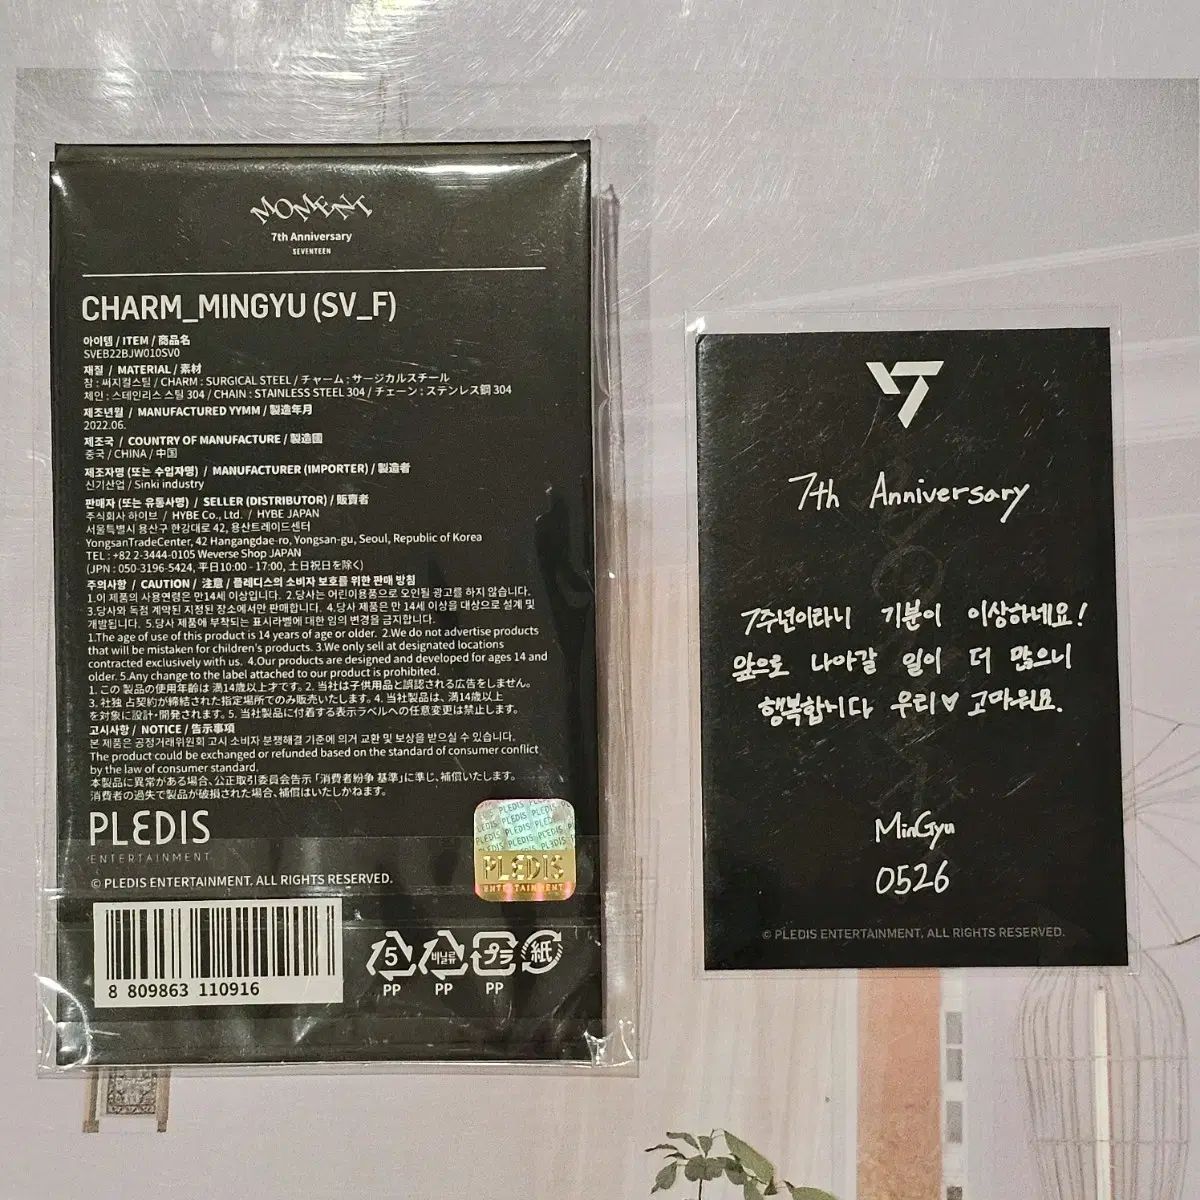 MOMENT
7th Anniversary
SEVENTEEN
CHARM_MINGYU (SV_F)
아이템 / ITEM / 商品名
SVEB22BJW010SV0
재질 / MATERIAL / 素材
참 : 써지컬스틸 / CHARM : SURGICAL STEEL / チャーム : サージカルスチール
체인 : 스테인리스 스틸 304 / CHAIN : STAINLESS STEEL 304 / チェーン : ステンレス鋼 304
제조년월 / MANUFACTURED YYMM / 製造年月
2022.06.
제조국 / COUNTRY OF MANUFACTURE / 製造國
중국 / CHINA / 中国
제조자명 (또는 수입자명) / MANUFACTURER (IMPORTER) / 製造者
신기산업 / Sinki industry
판매자 (또는 유통사명) / SELLER (DISTRIBUTOR) / 販賣者
주식회사 하이브 / HYBE Co., Ltd. / HYBE JAPAN
서울특별시 용산구 한강대로 42, 용산트레이드센터
YongsanTradeCenter, 42 Hangangdae-ro, Yongsan-gu, Seoul, Republic of Korea
TEL : +82 2-3444-0105 Weverse Shop JAPAN
(JPN : 050-3196-5424, 平日10:00 - 17:00, 土日祝日を除く)
주의사항 / CAUTION / 注意 / 플레디스의 소비자 보호를 위한 판매 방침
1.이 제품의 사용연령은 만14세 이상입니다. 2.당사는 어린이용품으로 오인될 광고를 하지 않습니다.
3.당사와 독점 계약된 지정된 장소에서만 판매합니다. 4.당사 제품은 만 14세 이상을 대상으로 설계 및
개발됩니다. 5.당사 제품에 부착되는 표시라벨에 대한 임의 변경을 금지합니다.
1.The age of use of this product is 14 years of age or older. 2.We do not advertise products
that will be mistaken for children's products. 3.We only sell at designated locations
contracted exclusively with us. 4.Our products are designed and developed for ages 14 and
older. 5.Any change to the label attached to our product is prohibited.
1. この 製品の使用年齢は 満14歳以上才です。2. 当社は子供用品と誤認される広告をしません。
3. 社独 占契約が締結された指定場所でのみ販売いたします。4. 当社製品は、満14歳以上
を対象に設計・開発されます。5. 当社製品に付着する表示ラベルへの任意変更は禁止します。
고시사항 / NOTICE / 告示事項
본 제품은 공정거래위원회 고시 소비자 분쟁해결 기준에 의거 교환 및 보상을 받으실 수 있습니다.
The product could be exchanged or refunded based on the standard of consumer conflict
by the law of consumer standard.
本製品に異常がある場合、公正取引委員会告示「消費者紛争 基準」に準じ、補償いたします。
消費者の過失で製品が破損された場合、補償はいたしかねます。
PLEDIS
ENTERTAINMENT
© PLEDIS ENTERTAINMENT. ALL RIGHTS RESERVED.
PLEDIS
ENTERTAINMENT
8 809863 110916
5
PP
비닐류
PP
プラ
PP
紙
7th Anniversary
7주년이라니 기분이 이상하네요!
앞으로 나아갈 일이 더 많으니
행복합니다 우리♥ 고마워요.
MinGyu
0526
© PLEDIS ENTERTAINMENT. ALL RIGHTS RESERVED.